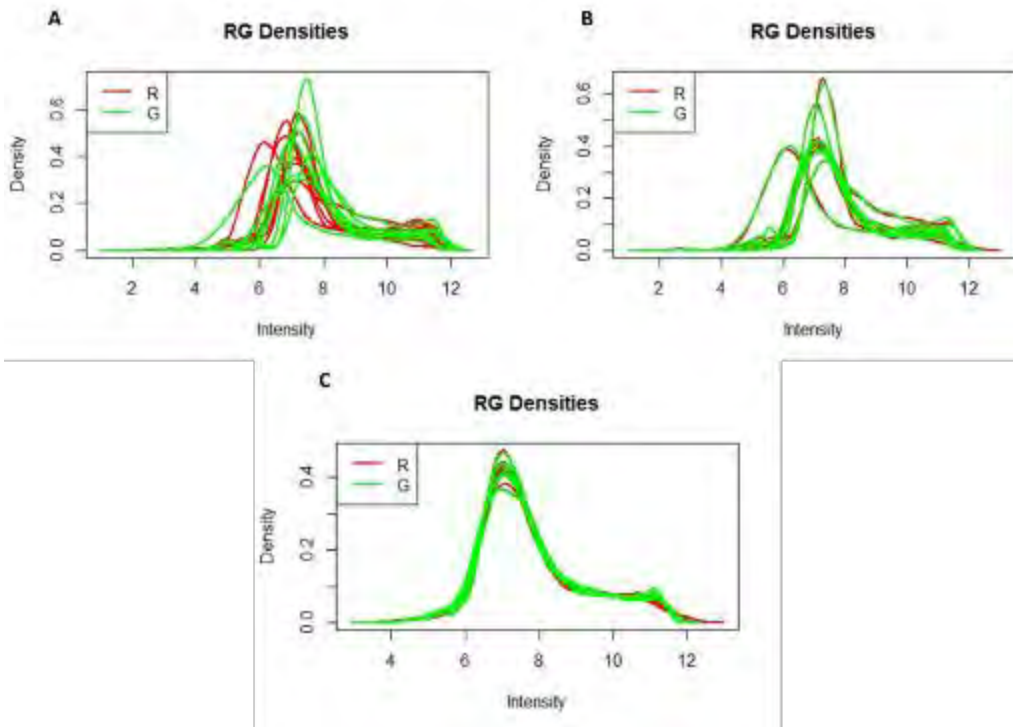 A
RG Densities
R
G
Density
0.0 0.2 0.4 0.6
2 4 6 8 10 12
Intensity
B
RG Densities
R
G
Density
0.0 0.2 0.4 0.6
2 4 6 8 10 12
Intensity
C
RG Densities
R
G
Density
0.0 0.2 0.4
4 6 8 10 12
Intensity